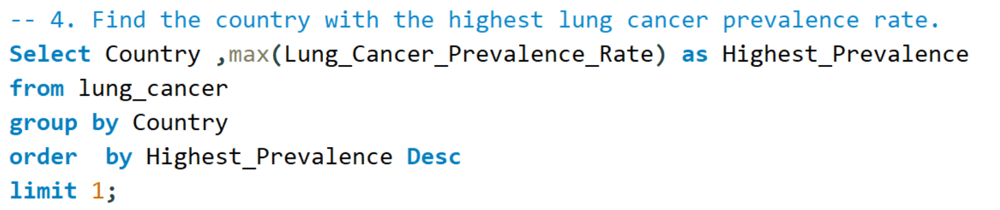 -- 4. Find the country with the highest lung cancer prevalence rate.
Select Country ,max(Lung_Cancer_Prevalence_Rate) as Highest_Prevalence
from lung_cancer
group by Country
order  by Highest_Prevalence Desc
limit 1;